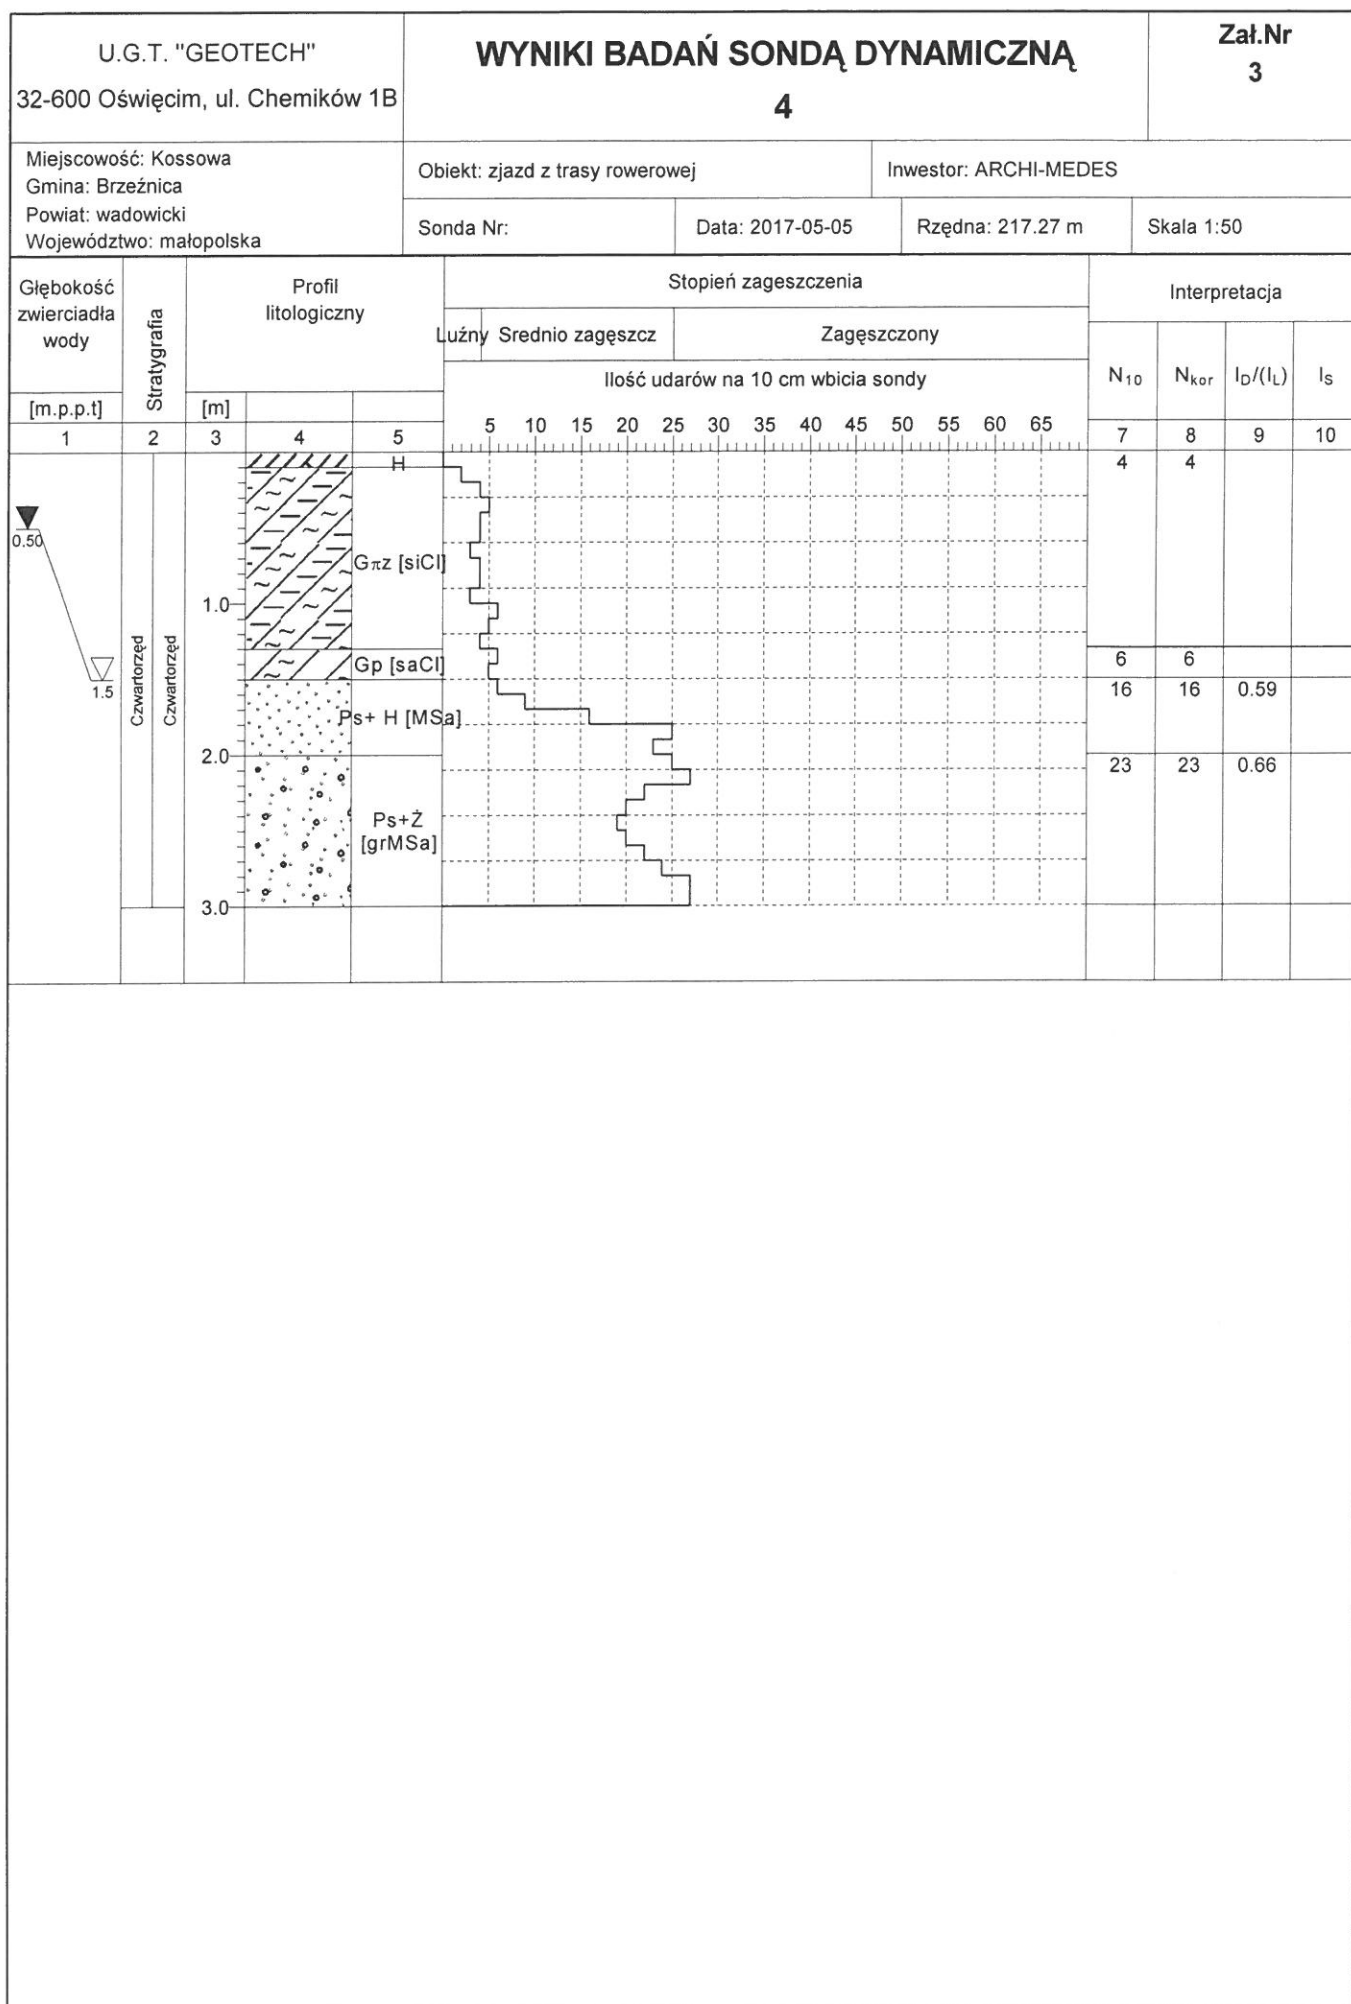 U.G.T. "GEOTECH"
32-600 Oświęcim, ul. Chemików 1B
WYNIKI BADAŃ SONDĄ DYNAMICZNĄ
4
Zał.Nr
3
Miejscowość: Kossowa
Gmina: Brzeźnica
Powiat: wadowicki
Województwo: małopolska
Obiekt: zjazd z trasy rowerowej
Inwestor: ARCHI-MEDES
Sonda Nr:
Data: 2017-05-05
Rzędna: 217.27 m
Skala 1:50
Głębokość
zwierciadła
wody
[m.p.p.t]
Stratygrafia
Profil
litologiczny
[m]
Stopień zageszczenia
Luźny Srednio zagęszcz Zagęszczony
Ilość udarów na 10 cm wbicia sondy
5 10 15 20 25 30 35 40 45 50 55 60 65
Interpretacja
N10 Nkor ID/(IL) IS
1 2 3 4 5 7 8 9 10
H
4 4
0.50
Gπz [siCl]
1.0
Czwartorzęd
Czwartorzęd
Gp [saCl]
6 6
1.5
16 16 0.59
Ps+ H [MSa]
2.0
23 23 0.66
Ps+Ż
[grMSa]
3.0